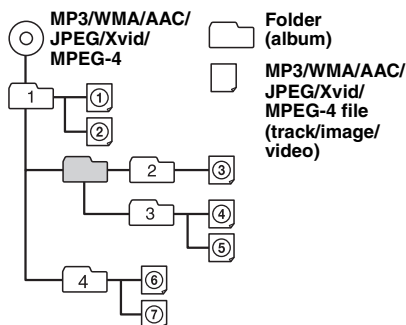 MP3/WMA/AAC/
JPEG/Xvid/
MPEG-4
Folder
(album)
MP3/WMA/AAC/
JPEG/Xvid/
MPEG-4 file
(track/image/
video)
1
①
②
2
③
3
④
⑤
4
⑥
⑦